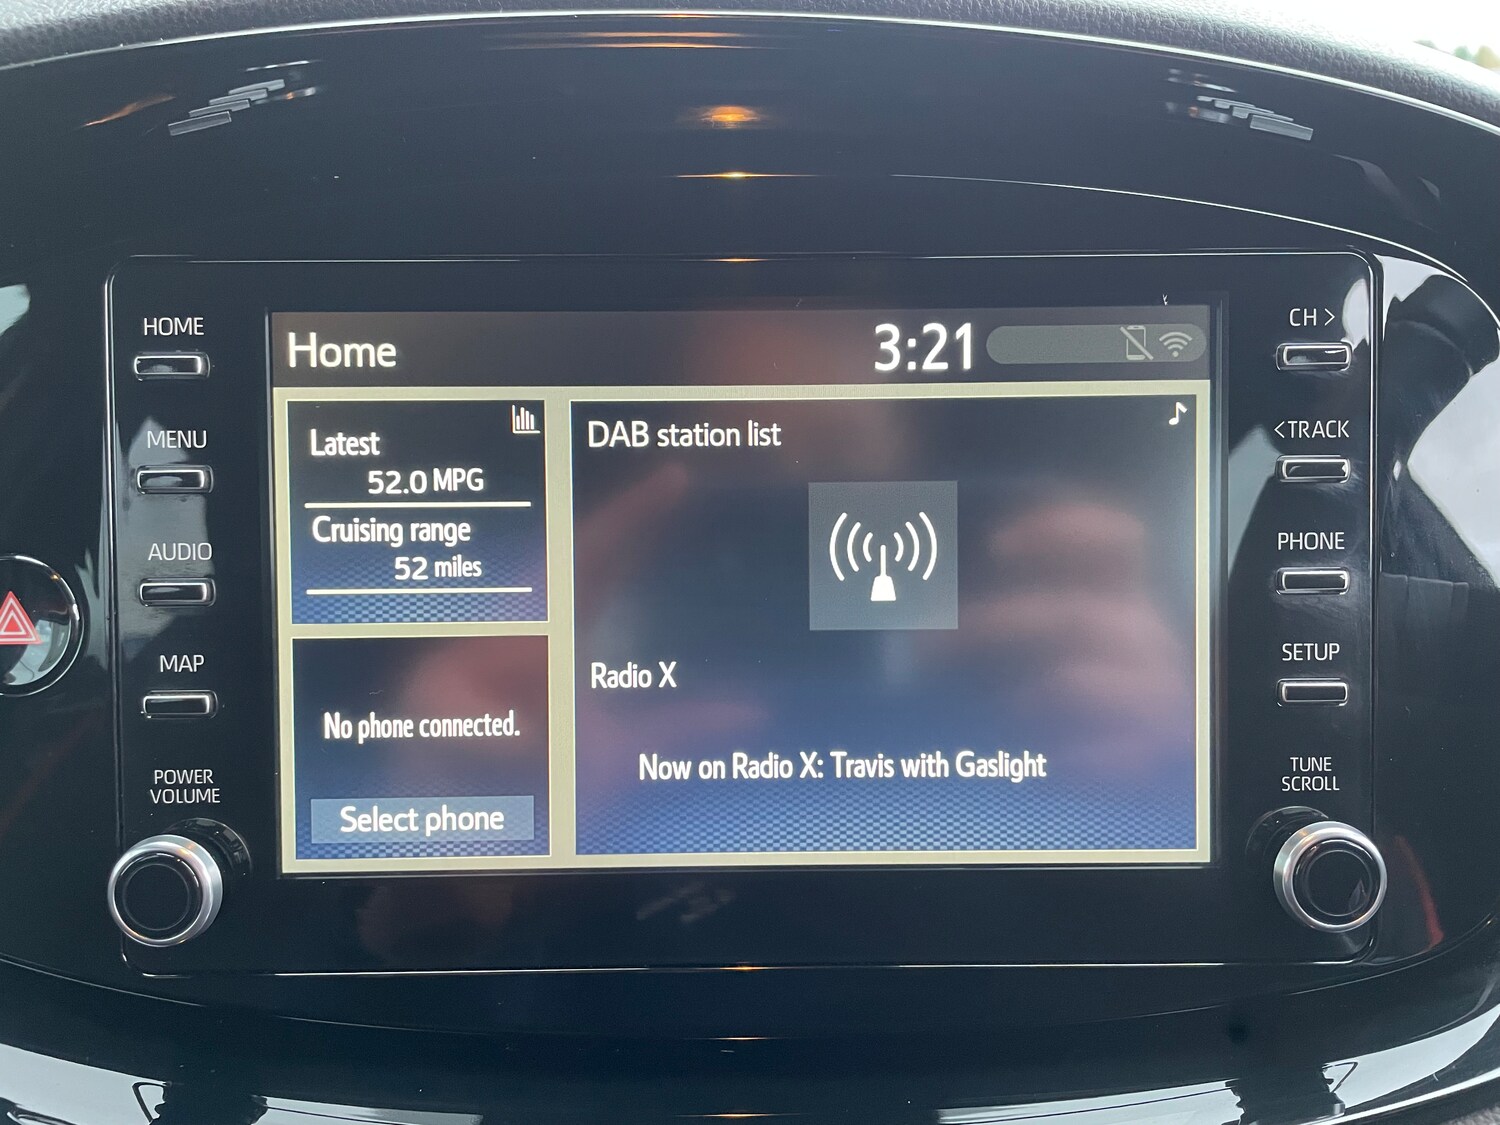 HOME
MENU
AUDIO
MAP
POWER
VOLUME
Home
3:21
Latest
52.0 MPG
Cruising range
52 miles
No phone connected.
Select phone
DAB station list
Radio X
Now on Radio X: Travis with Gaslight
CH >
<TRACK
PHONE
SETUP
TUNE
SCROLL